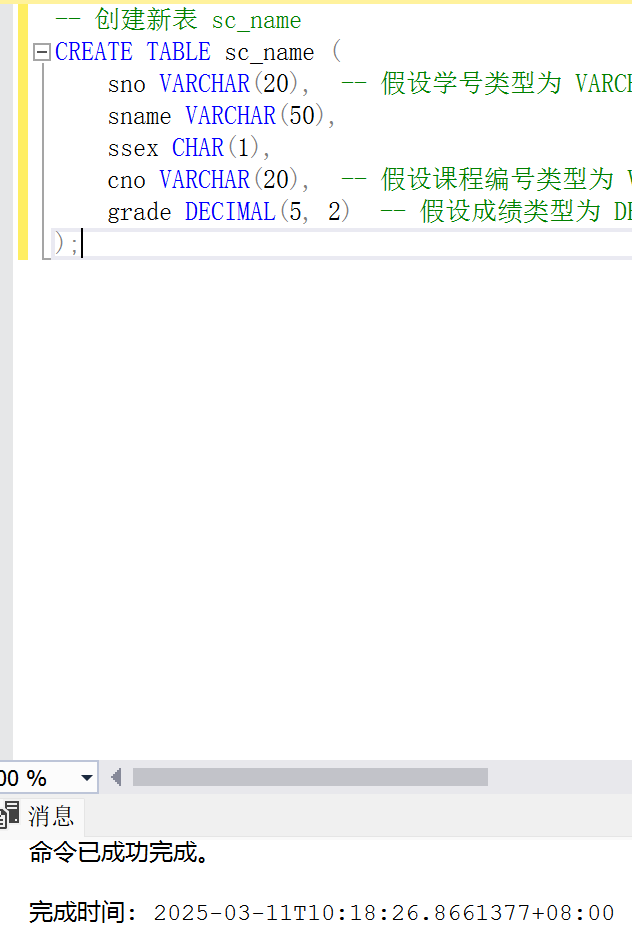 -- 创建新表 sc_name
CREATE TABLE sc_name (
sno VARCHAR(20), -- 假设学号类型为 VARCH
sname VARCHAR(50),
ssex CHAR(1),
cno VARCHAR(20), -- 假设课程编号类型为 V
grade DECIMAL(5, 2) -- 假设成绩类型为 DE
);
00 %
消息
命令已成功完成。
完成时间: 2025-03-11T10:18:26.8661377+08:00